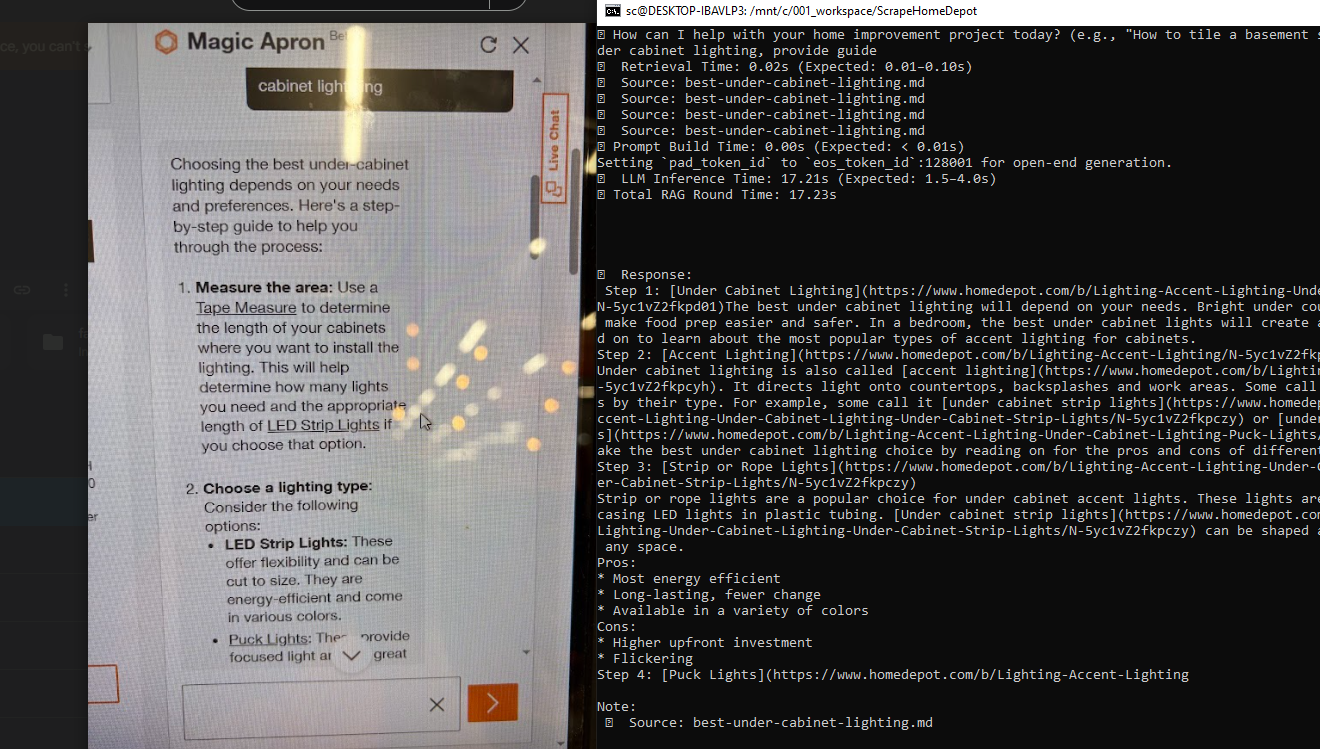 ce, you can't
Magic Apron Beta
cabinet lighting
Live Chat
Choosing the best under-cabinet
lighting depends on your needs
and preferences. Here's a step-
by-step guide to help you
through the process:
1. Measure the area: Use a
Tape Measure to determine
the length of your cabinets
where you want to install the
lighting. This will help
determine how many lights
you need and the appropriate
length of LED Strip Lights if
you choose that option.
2. Choose a lighting type:
Consider the following
options:
• LED Strip Lights: These
offer flexibility and can be
cut to size. They are
energy-efficient and come
in various colors.
• Puck Lights: These provide
focused light great
0
er
sc@DESKTOP-IBAVLP3: /mnt/c/001_workspace/ScrapeHomeDepot
How can I help with your home improvement project today? (e.g., "How to tile a basement s
der cabinet lighting, provide guide
Retrieval Time: 0.02s (Expected: 0.01–0.10s)
Source: best-under-cabinet-lighting.md
Source: best-under-cabinet-lighting.md
Source: best-under-cabinet-lighting.md
Source: best-under-cabinet-lighting.md
Prompt Build Time: 0.00s (Expected: < 0.01s)
Setting `pad_token_id` to `eos_token_id`:128001 for open-end generation.
LLM Inference Time: 17.21s (Expected: 1.5–4.0s)
Total RAG Round Time: 17.23s
Response:
Step 1: [Under Cabinet Lighting](https://www.homedepot.com/b/Lighting-Accent-Lighting-Unde
N-5yc1vZ2fkpd01)The best under cabinet lighting will depend on your needs. Bright under cou
make food prep easier and safer. In a bedroom, the best under cabinet lights will create a
d on to learn about the most popular types of accent lighting for cabinets.
Step 2: [Accent Lighting](https://www.homedepot.com/b/Lighting-Accent-Lighting/N-5yc1vZ2fkp
Under cabinet lighting is also called [accent lighting](https://www.homedepot.com/b/Lightin
-5yc1vZ2fkpcyh). It directs light onto countertops, backsplashes and work areas. Some call
s by their type. For example, some call it [under cabinet strip lights](https://www.homedep
ccent-Lighting-Under-Cabinet-Lighting-Under-Cabinet-Strip-Lights/N-5yc1vZ2fkpczy) or [under
s](https://www.homedepot.com/b/Lighting-Accent-Lighting-Under-Cabinet-Lighting-Puck-Lights/
ake the best under cabinet lighting choice by reading on for the pros and cons of different
Step 3: [Strip or Rope Lights](https://www.homedepot.com/b/Lighting-Accent-Lighting-Under-C
er-Cabinet-Strip-Lights/N-5yc1vZ2fkpczy)
Strip or rope lights are a popular choice for under cabinet accent lights. These lights are
casing LED lights in plastic tubing. [Under cabinet strip lights](https://www.homedepot.com
Lighting-Under-Cabinet-Lighting-Under-Cabinet-Strip-Lights/N-5yc1vZ2fkpczy) can be shaped a
any space.
Pros:
* Most energy efficient
* Long-lasting, fewer change
* Available in a variety of colors
Cons:
* Higher upfront investment
* Flickering
Step 4: [Puck Lights](https://www.homedepot.com/b/Lighting-Accent-Lighting
Note:
Source: best-under-cabinet-lighting.md